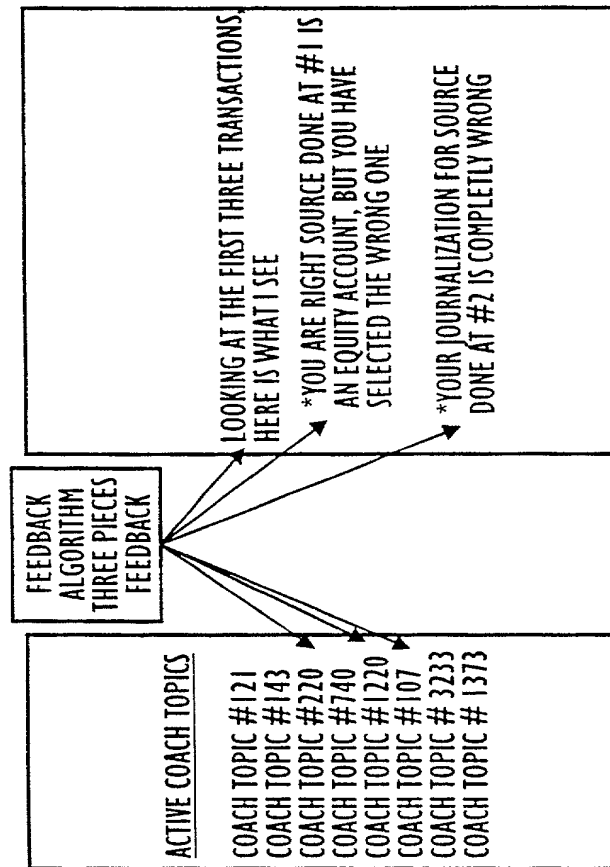 ACTIVE COACH TOPICS
COACH TOPIC #121
COACH TOPIC #143
COACH TOPIC #220
COACH TOPIC #740
COACH TOPIC #1220
COACH TOPIC #107
COACH TOPIC # 3233
COACH TOPIC # 1373
FEEDBACK
ALGORITHM
THREE PIECES
FEEDBACK
LOOKING AT THE FIRST THREE TRANSACTIONS,
HERE IS WHAT I SEE
*YOU ARE RIGHT SOURCE DONE AT #1 IS
AN EQUITY ACCOUNT, BUT YOU HAVE
SELECTED THE WRONG ONE
*YOUR JOURNALIZATION FOR SOURCE
DONE AT #2 IS COMPLETLY WRONG